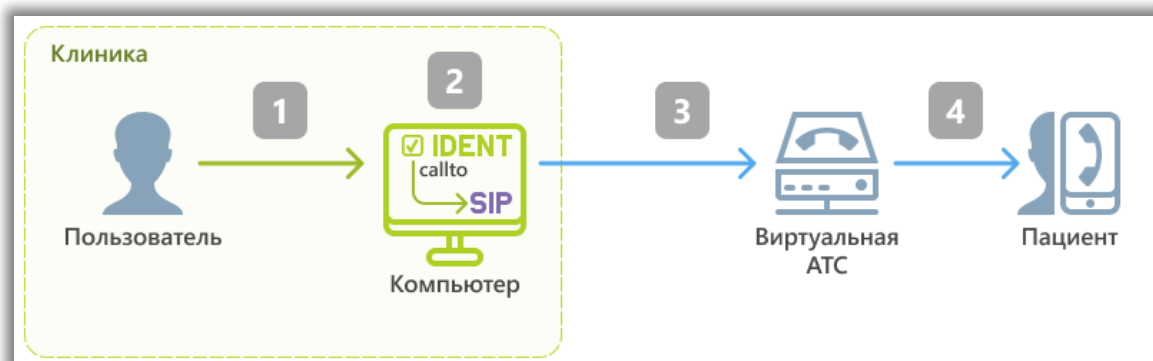 Клиника
1
2
3
4
IDENT
callto
SIP
Пользователь
Компьютер
Виртуальная
АТС
Пациент